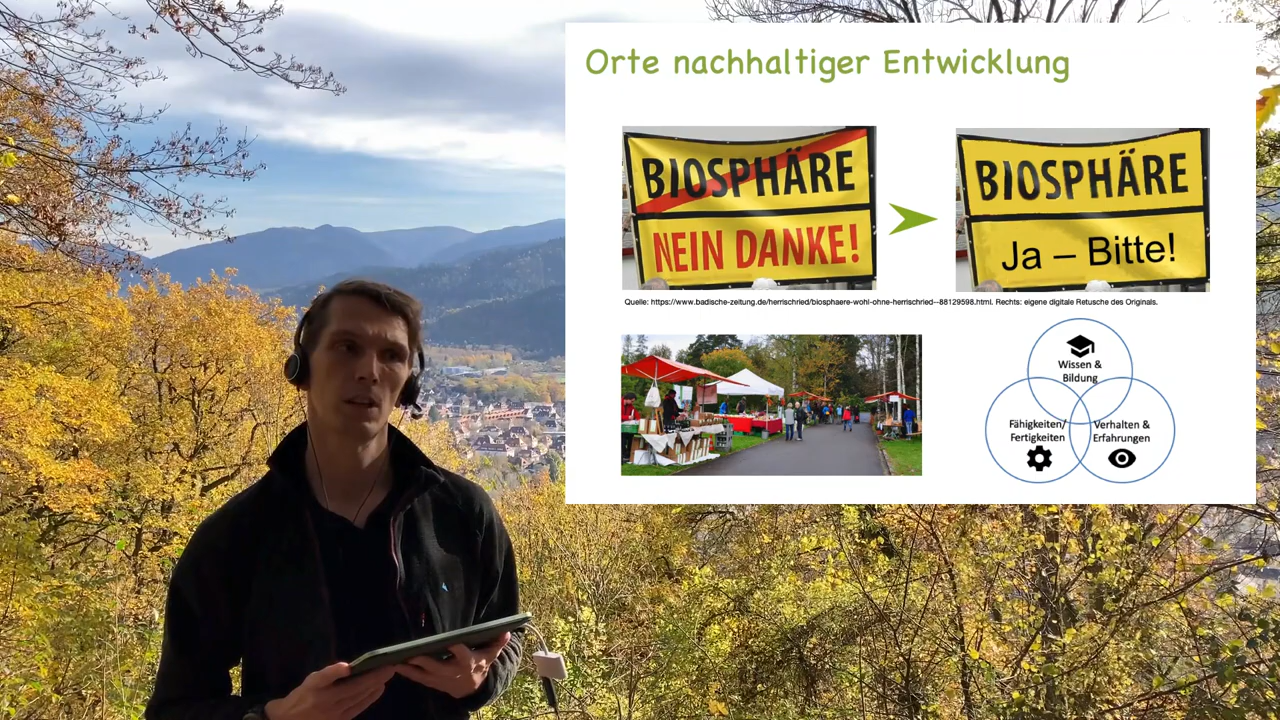 Orte nachhaltiger Entwicklung
BIOSPHÄRE
NEIN DANKE!
BIOSPHÄRE
Ja – Bitte!
Quelle: https://www.badische-zeitung.de/herrischried/biosphaere-wohl-ohne-herrischried--88129598.html. Rechts: eigene digitale Retusche des Originals.
Wissen &
Bildung
Fähigkeiten/
Fertigkeiten
Verhalten &
Erfahrungen